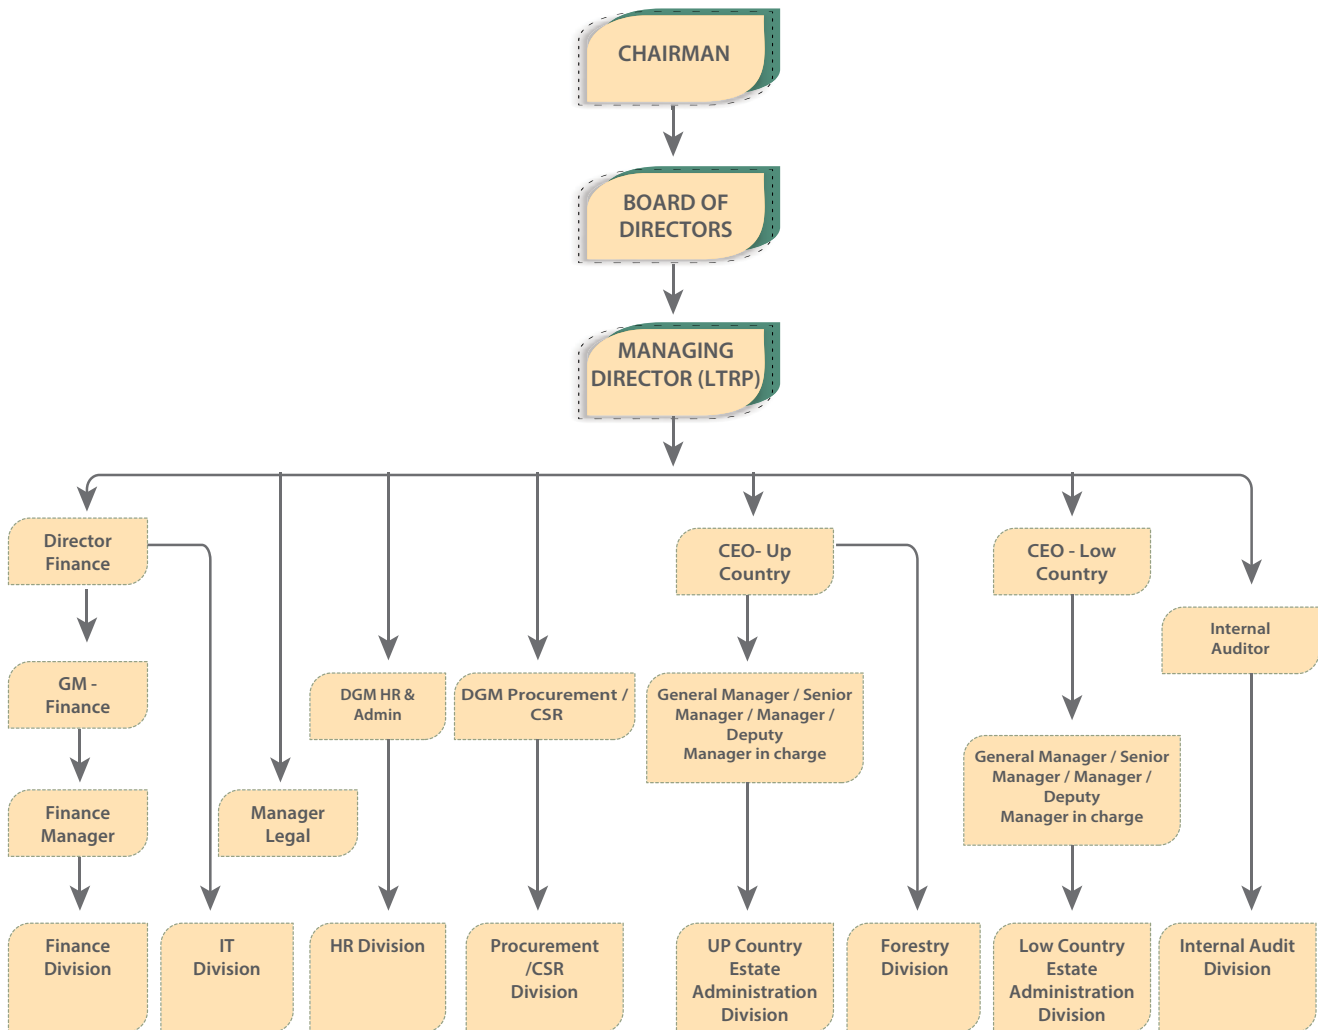 CHAIRMAN
BOARD OF
DIRECTORS
MANAGING
DIRECTOR (LTRP)
Director
Finance
CEO- Up
Country
CEO - Low
Country
Internal
Auditor
GM -
Finance
DGM HR &
Admin
DGM Procurement /
CSR
General Manager / Senior
Manager / Manager /
Deputy
Manager in charge
General Manager / Senior
Manager / Manager /
Deputy
Manager in charge
Finance
Manager
Manager
Legal
Finance
Division
IT
Division
HR Division
Procurement
/CSR
Division
UP Country
Estate
Administration
Division
Forestry
Division
Low Country
Estate
Administration
Division
Internal Audit
Division